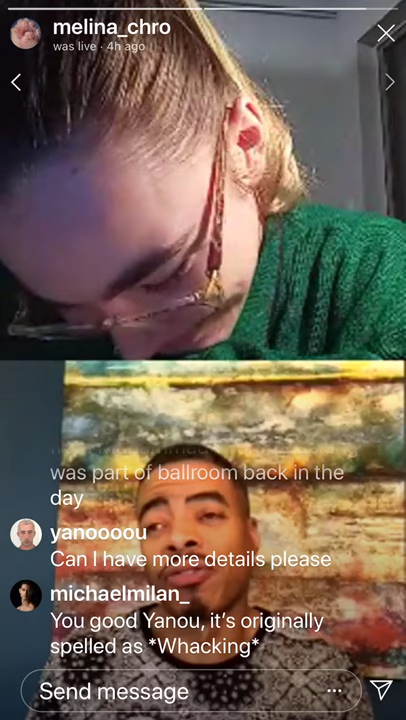 melina_chro
was live · 4h ago
was part of ballroom back in the
day
yanoooou
Can I have more details please
michaelmilan_
You good Yanou, it’s originally
spelled as *Whacking*
Send message